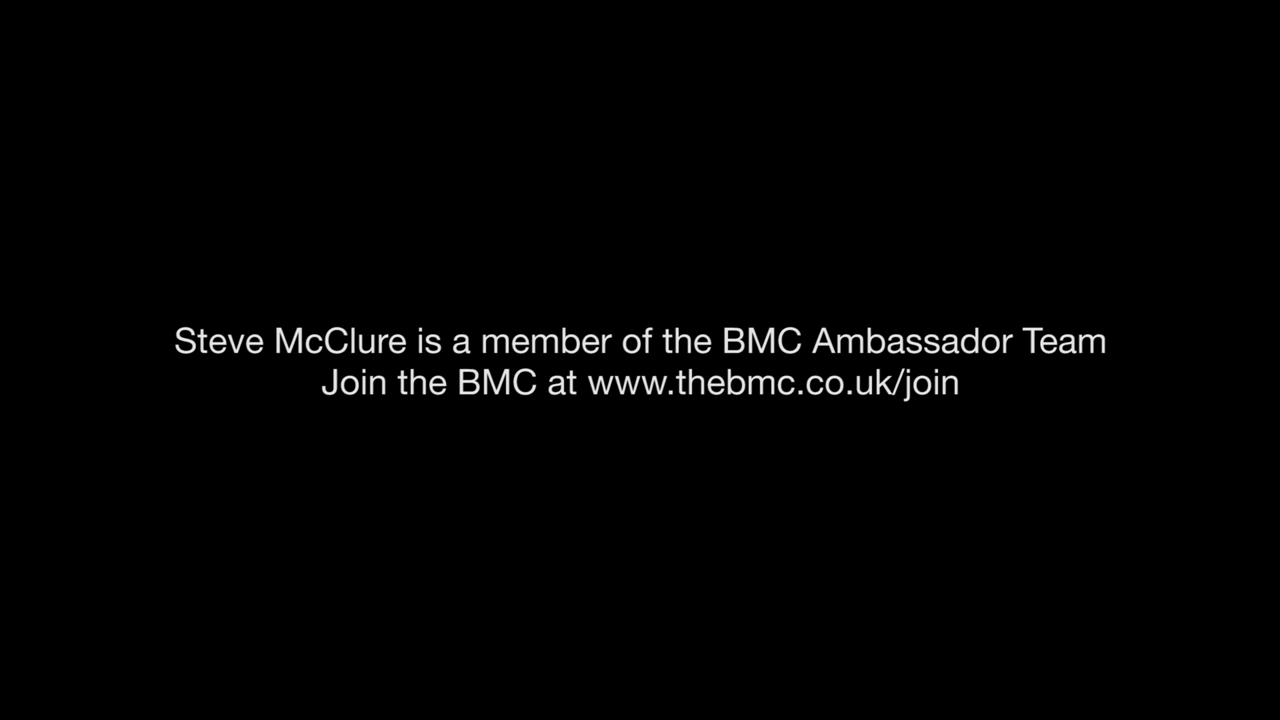 Steve McClure is a member of the BMC Ambassador Team
Join the BMC at www.thebmc.co.uk/join